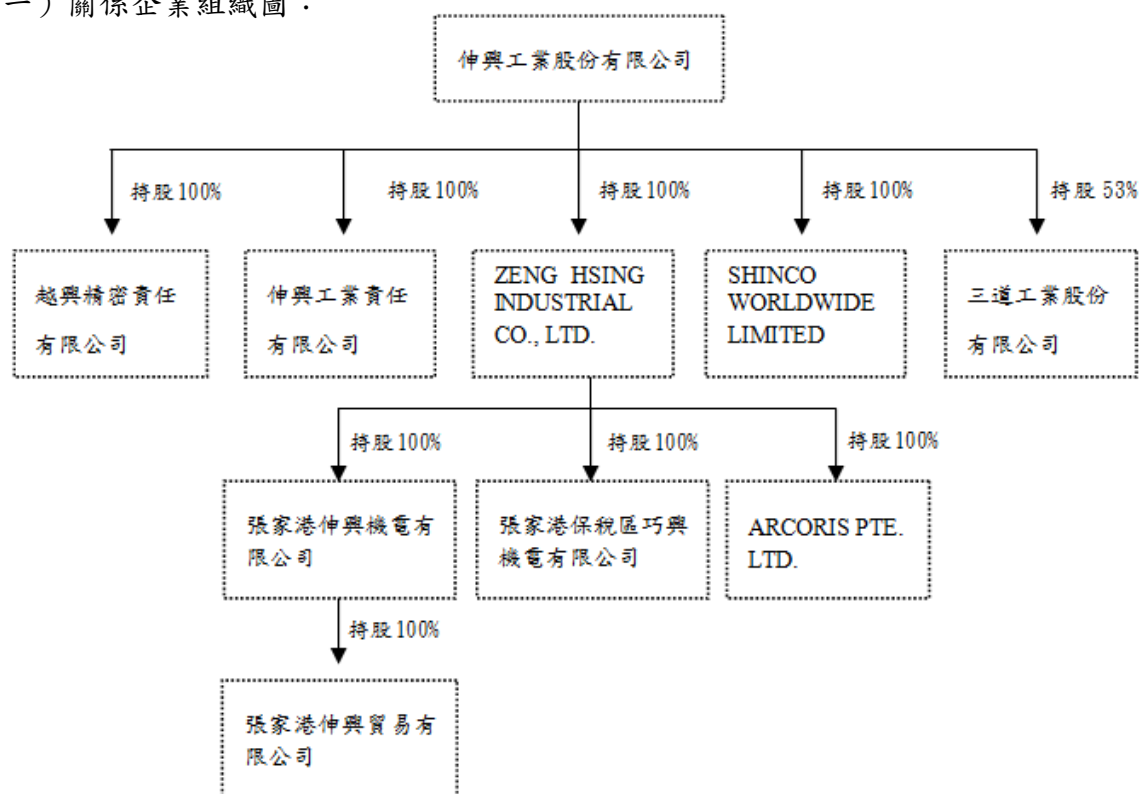 一）關係企業組織圖：
伸興工業股份有限公司
持股100%
持股100%
持股100%
持股100%
持股 53%
越興精密責任
有限公司
伸興工業責任
有限公司
ZENG HSING
INDUSTRIAL
CO., LTD.
SHINCO
WORLDWIDE
LIMITED
三道工業股份
有限公司
持股100%
持股100%
持股100%
張家港伸興機電有
限公司
張家港保稅區巧興
機電有限公司
ARCORIS PTE.
LTD.
持股100%
張家港伸興貿易有
限公司